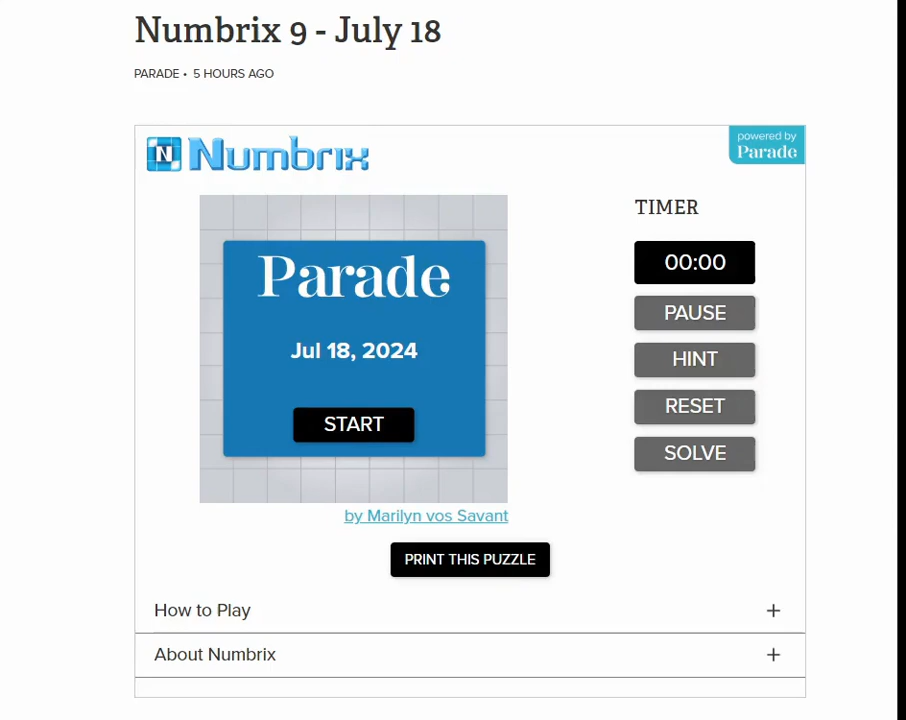 Numbrix 9 - July 18
PARADE • 5 HOURS AGO
N Numbrix
powered by
Parade
TIMER
00:00
PAUSE
HINT
RESET
SOLVE
Parade
Jul 18, 2024
START
by Marilyn vos Savant
PRINT THIS PUZZLE
How to Play +
About Numbrix +